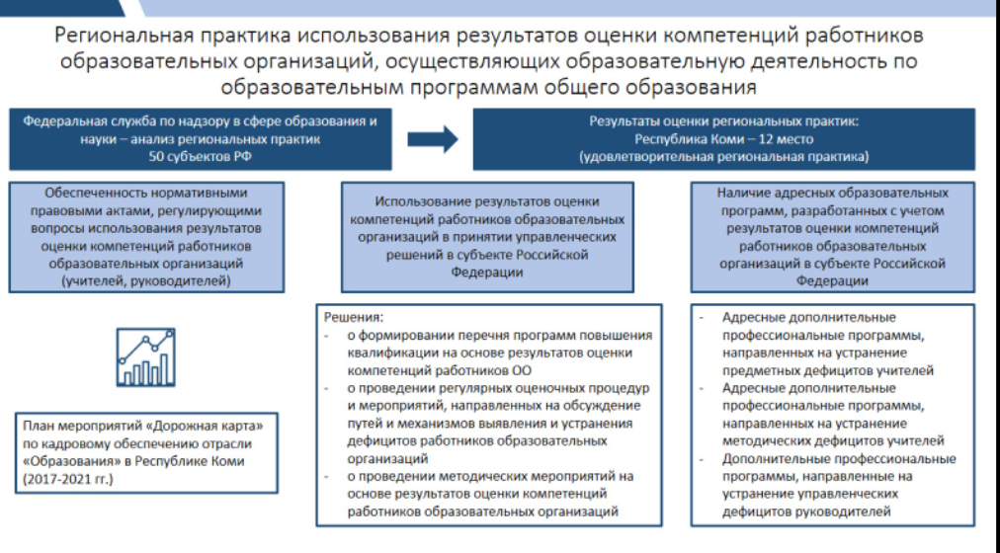 Региональная практика использования результатов оценки компетенций работников
образовательных организаций, осуществляющих образовательную деятельность по
образовательным программам общего образования
Федеральная служба по надзору в сфере образования и
науки – анализ региональных практик
50 субъектов РФ
Результаты оценки региональных практик:
Республика Коми – 12 место
(удовлетворительная региональная практика)
Обеспеченность нормативными
правовыми актами, регулирующими
вопросы использования результатов
оценки компетенций работников
образовательных организаций
(учителей, руководителей)
Использование результатов оценки
компетенций работников образовательных
организаций в принятии управленческих
решений в субъекте Российской
Федерации
Наличие адресных образовательных
программ, разработанных с учетом
результатов оценки компетенций
работников образовательных
организаций в субъекте Российской
Федерации
План мероприятий «Дорожная карта»
по кадровому обеспечению отрасли
«Образования» в Республике Коми
(2017-2021 гг.)
Решения:
- о формировании перечня программ повышения
квалификации на основе результатов оценки
компетенций работников ОО
- о проведении регулярных оценочных процедур
и мероприятий, направленных на обсуждение
путей и механизмов выявления и устранения
дефицитов работников образовательных
организаций
- о проведении методических мероприятий на
основе результатов оценки компетенций
работников образовательных организаций
- Адресные дополнительные
профессиональные программы,
направленных на устранение
предметных дефицитов учителей
- Адресные дополнительные
профессиональные программы,
направленных на устранение
методических дефицитов учителей
- Дополнительные профессиональные
программы, направленные на
устранение управленческих
дефицитов руководителей